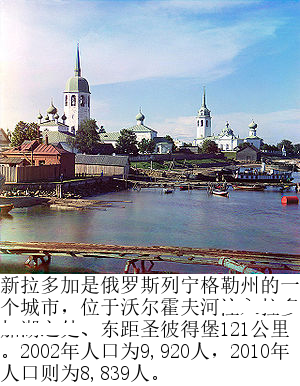 新拉多加是俄罗斯列宁格勒州的一
个城市，位于沃尔霍夫河
、东距圣彼得堡121公里
。2002年人口为9,920人，2010年
人口则为8,839人。